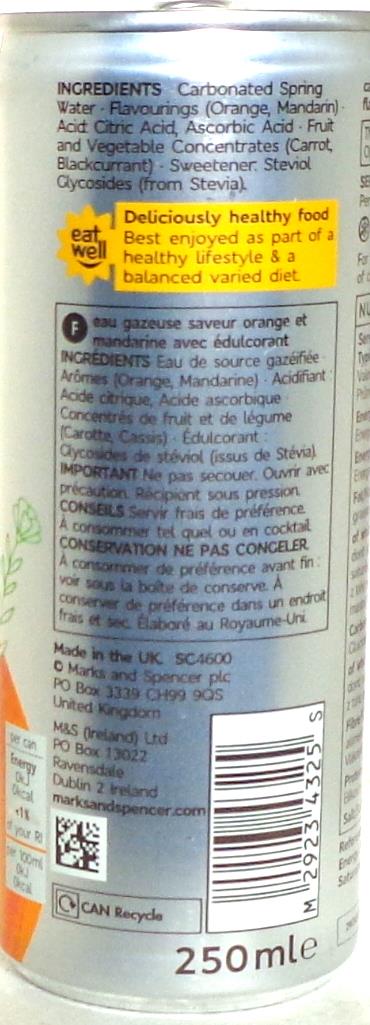 INGREDIENTS Carbonated Spring
Water · Flavourings (Orange, Mandarin) ·
Acid: Citric Acid, Ascorbic Acid · Fruit
and Vegetable Concentrates (Carrot,
Blackcurrant) · Sweetener: Steviol
Glycosides (from Stevia).
eat
well
Deliciously healthy food
Best enjoyed as part of a
healthy lifestyle & a
balanced varied diet.
F
eau gazeuse saveur orange et
mandarine avec édulcorant
INGRÉDIENTS Eau de source gazéifiée ·
Arômes (Orange, Mandarine) · Acidifiant :
Acide citrique, Acide ascorbique ·
Concentrés de fruit et de légume
(Carotte, Cassis) · Édulcorant :
Glycosides de stéviol (issus de Stévia).
IMPORTANT Ne pas secouer. Ouvrir avec
précaution. Récipient sous pression.
CONSEILS Servir frais de préférence.
À consommer tel quel ou en cocktail.
CONSERVATION NE PAS CONGELER.
À consommer de préférence avant fin :
voir sous la boîte de conserve. À
conserver de préférence dans un endroit
frais et sec. Élaboré au Royaume-Uni.
Made in the UK. SC4600
© Marks and Spencer plc
PO Box 3339 CH99 9QS
United Kingdom
M&S (Ireland) Ltd
PO Box 13022
Ravensdale
Dublin 2 Ireland
marksandspencer.com
per can
Energy
0kJ
0kcal
<1%
of your RI
per 100ml
0kJ
0kcal
M 2923 4325 S
CAN Recycle
250mle